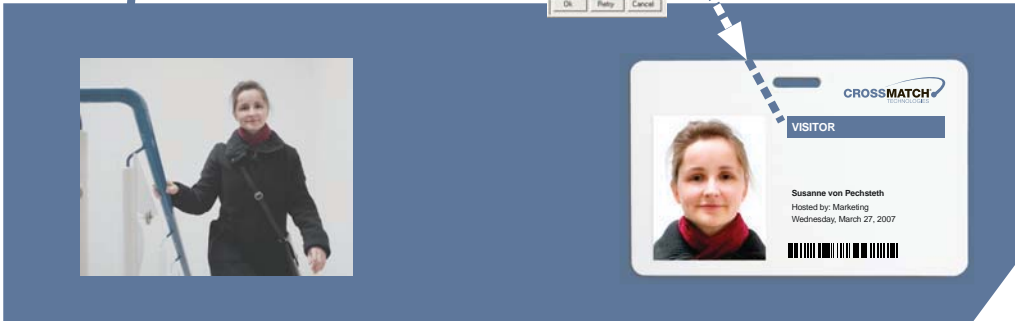 Ok Retry Cancel
CROSSMATCH
TECHNOLOGIES
VISITOR
Susanne von Pechsteth
Hosted by: Marketing
Wednesday, March 27, 2007